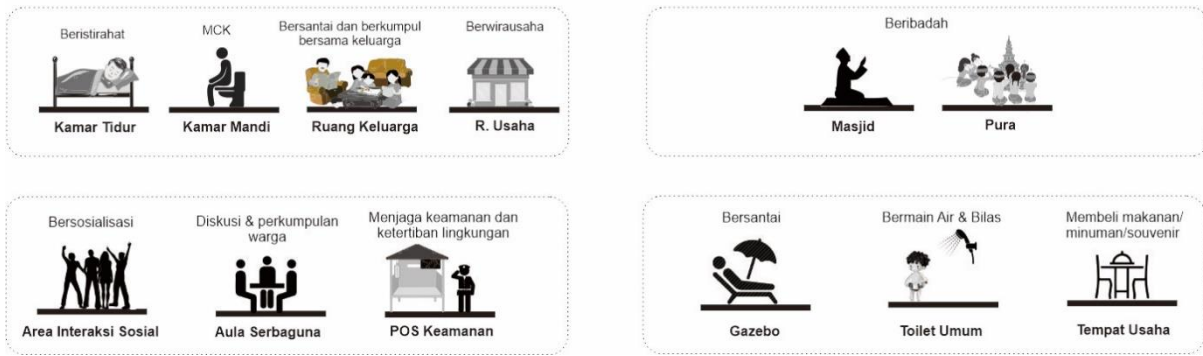 Beristirahat
MCK
Bersantai dan berkumpul
bersama keluarga
Berwirausaha
Kamar Tidur
Kamar Mandi
Ruang Keluarga
R. Usaha
Beribadah
Masjid
Pura
Bersosialisasi
Diskusi & perkumpulan
warga
Menjaga keamanan dan
ketertiban lingkungan
Area Interaksi Sosial
Aula Serbaguna
POS Keamanan
Bersantai
Bermain Air & Bilas
Membeli makanan/
minuman/souvenir
Gazebo
Toilet Umum
Tempat Usaha